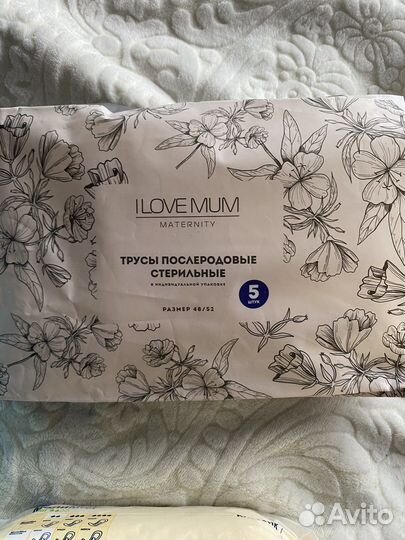 I LOVE MUM
MATERNITY
ТРУСЫ ПОСЛЕРОДОВЫЕ
СТЕРИЛЬНЫЕ
В ИНДИВИДУАЛЬНОЙ УПАКОВКЕ
5
ШТУК
РАЗМЕР 48/52
Avito